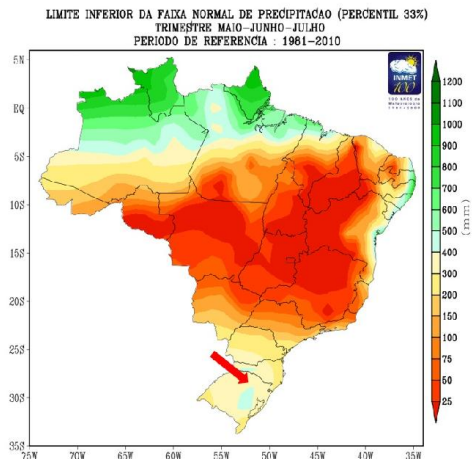 LIMITE INFERIOR DA FAIXA NORMAL DE PRECIPITACAO (PERCENTIL 33%)
TRIMESTRE MAIO-JUNHO-JULHO
PERIODO DE REFERENCIA : 1981-2010
INMET
100
5N
EQ
5S
10S
15S
20S
25S
30S
35S
75W 70W 65W 60W 55W 50W 45W 40W 35W
1200
1100
1000
900
800
700
600
500
400
300
200
150
100
75
50
25
(mm)